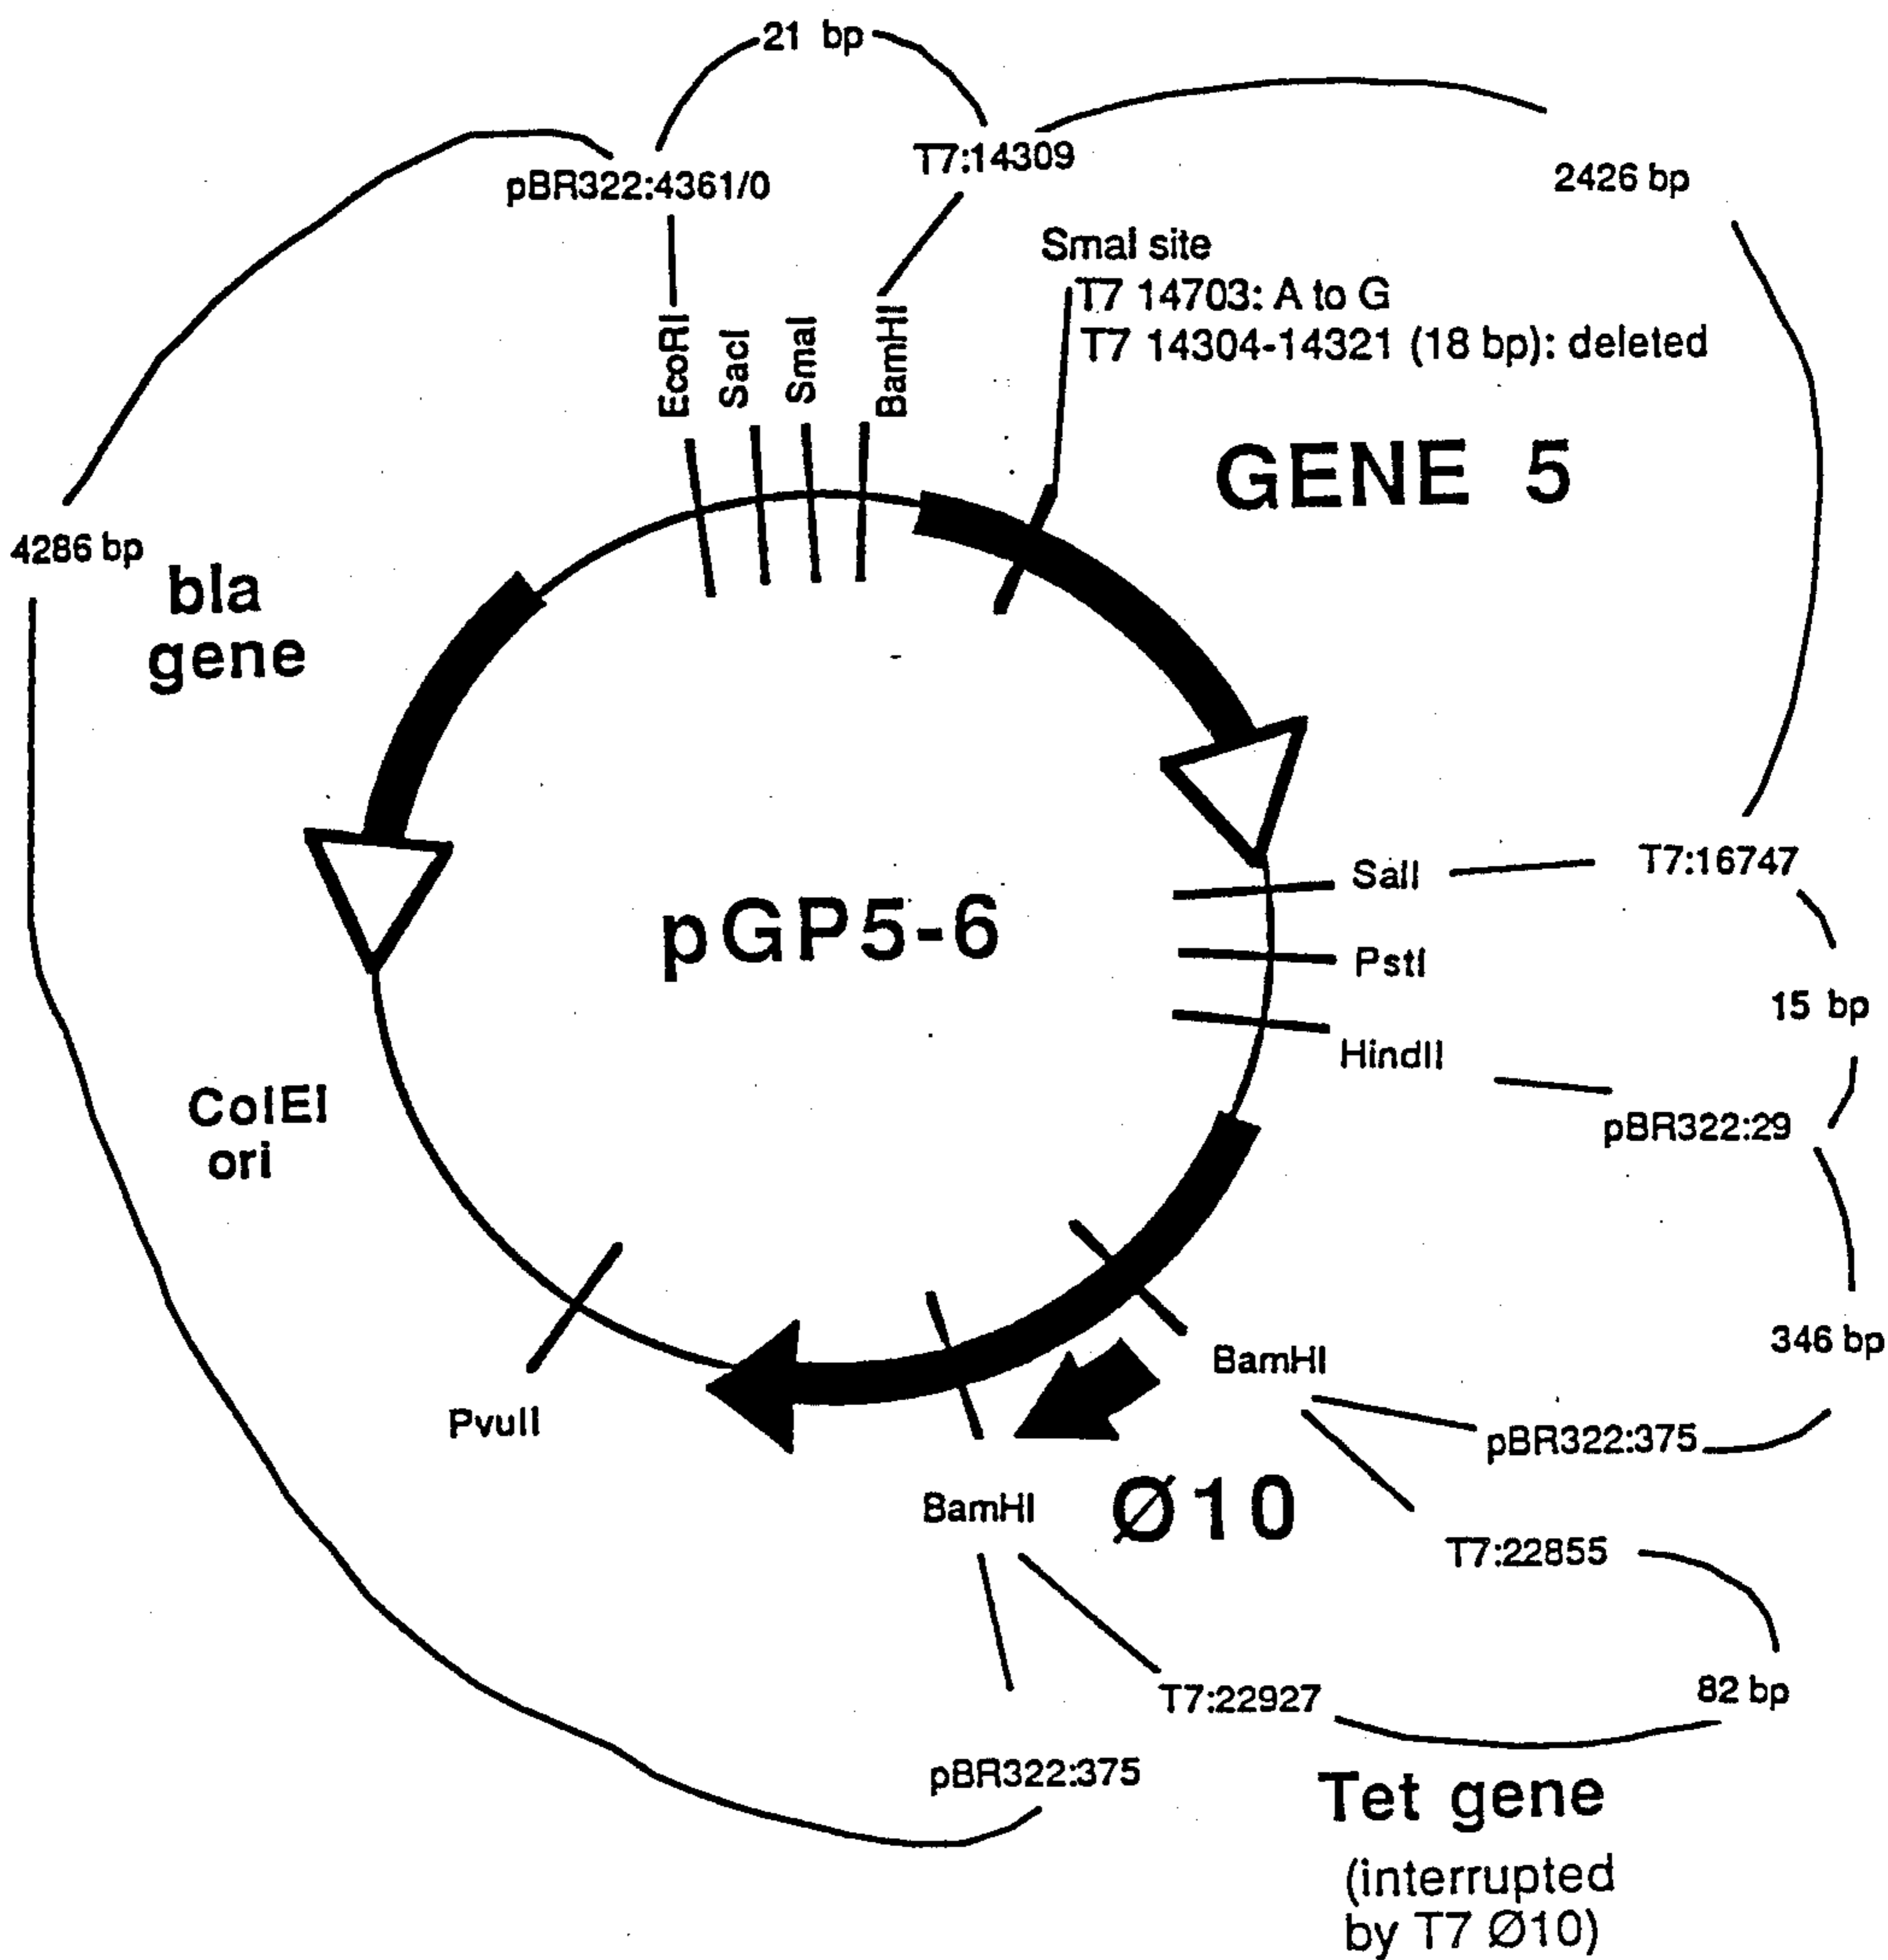 21 bp
pBR322:4361/0
T7:14309
2426 bp
SmaI site
T7 14703: A to G
T7 14304-14321 (18 bp): deleted
EcoRI
SacI
SmaI
BamHI
GENE 5
4286 bp
bla
gene
pGP5-6
SalI
T7:16747
PstI
15 bp
HindII
pBR322:29
ColEI
ori
346 bp
BamHI
PvuII
pBR322:375
BamHI
Ø10
T7:22855
T7:22927
82 bp
pBR322:375
Tet gene
(interrupted
by T7 Ø10)